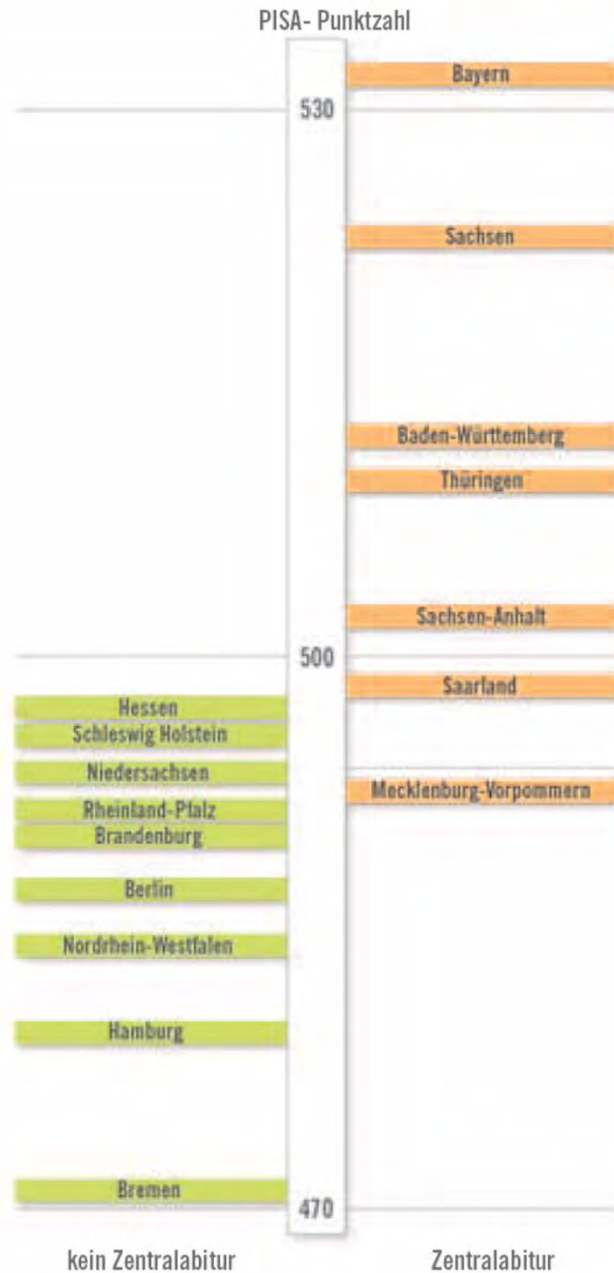 PISA- Punktzahl
Bayern
530
Sachsen
Baden-Württemberg
Thüringen
Sachsen-Anhalt
500
Saarland
Hessen
Schleswig Holstein
Niedersachsen
Mecklenburg-Vorpommern
Rheinland-Pfalz
Brandenburg
Berlin
Nordrhein-Westfalen
Hamburg
Bremen
470
kein Zentralabitur
Zentralabitur